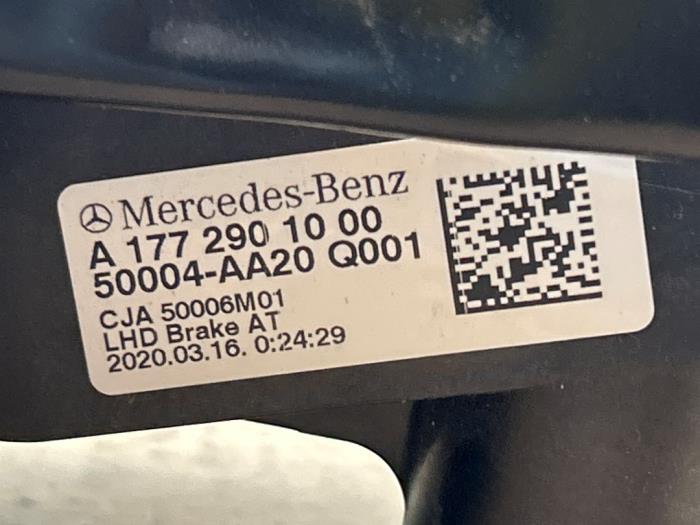 Mercedes-Benz
A 177 290 10 00
50004-AA20 Q001
CJA 50006M01
LHD Brake AT
2020.03.16. 0:24:29